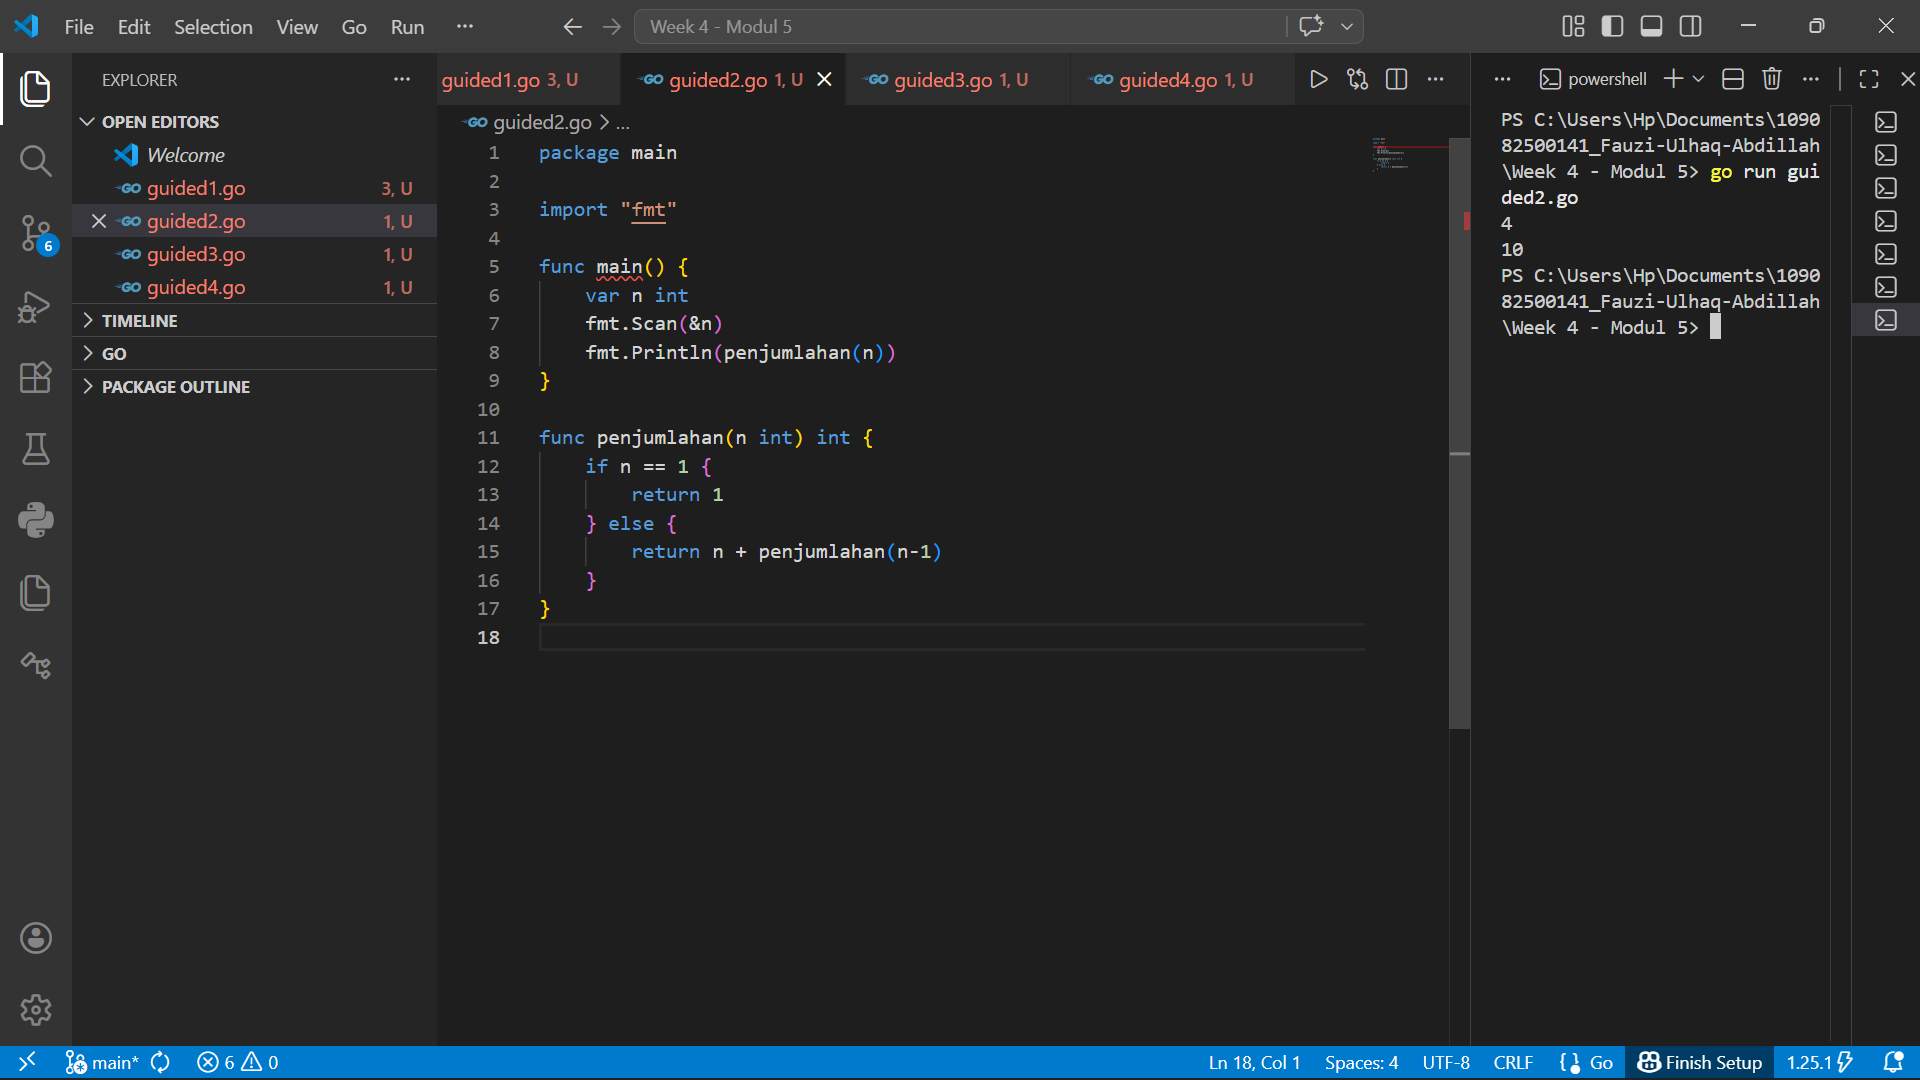 File Edit Selection View Go Run ...
Week 4 - Modul 5
EXPLORER
OPEN EDITORS
Welcome
guided1.go 3, U
guided2.go 1, U
guided3.go 1, U
guided4.go 1, U
TIMELINE
GO
PACKAGE OUTLINE
guided1.go 3, U
GO guided2.go 1, U
GO guided3.go 1, U
GO guided4.go 1, U
GO guided2.go > ...
1 package main
2
3 import "fmt"
4
5 func main() {
6 var n int
7 fmt.Scan(&n)
8 fmt.Println(penjumlahan(n))
9 }
10
11 func penjumlahan(n int) int {
12 if n == 1 {
13 return 1
14 } else {
15 return n + penjumlahan(n-1)
16 }
17 }
18
powershell
PS C:\Users\Hp\Documents\1090
82500141_Fauzi-Ulhaq-Abdillah
\Week 4 - Modul 5> go run gui
ded2.go
4
10
PS C:\Users\Hp\Documents\1090
82500141_Fauzi-Ulhaq-Abdillah
\Week 4 - Modul 5>
6
main* 6 0
Ln 18, Col 1 Spaces: 4 UTF-8 CRLF Go Finish Setup 1.25.1